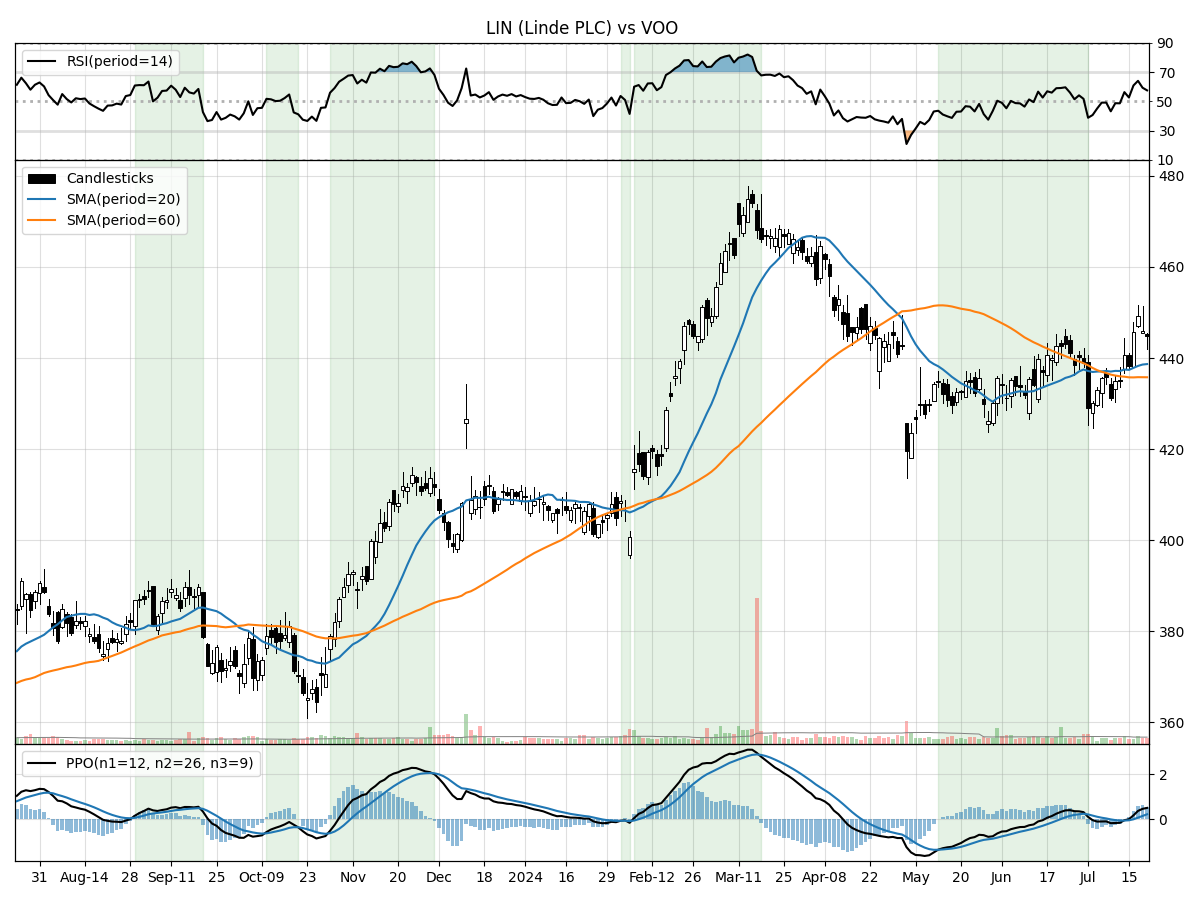 LIN (Linde PLC) vs VOO
RSI(period=14)
90
70
50
30
10
Candlesticks
SMA(period=20)
SMA(period=60)
480
460
440
420
400
380
360
PPO(n1=12, n2=26, n3=9)
2
0
31 Aug-14 28 Sep-11 25 Oct-09 23 Nov 20 Dec 18 2024 16 29 Feb-12 26 Mar-11 25 Apr-08 22 May 20 Jun 17 Jul 15